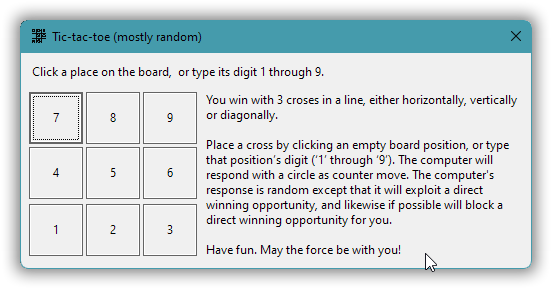 Tic-tac-toe (mostly random)
Click a place on the board,  or type its digit 1 through 9.
7 8 9
4 5 6
1 2 3
You win with 3 croses in a line, either horizontally, vertically
or diagonally.
Place a cross by clicking an empty board position, or type
that position's digit ('1' through '9'). The computer will
respond with a circle as counter move. The computer's
response is random except that it will exploit a direct
winning opportunity, and likewise if possible will block a
direct winning opportunity for you.
Have fun. May the force be with you!